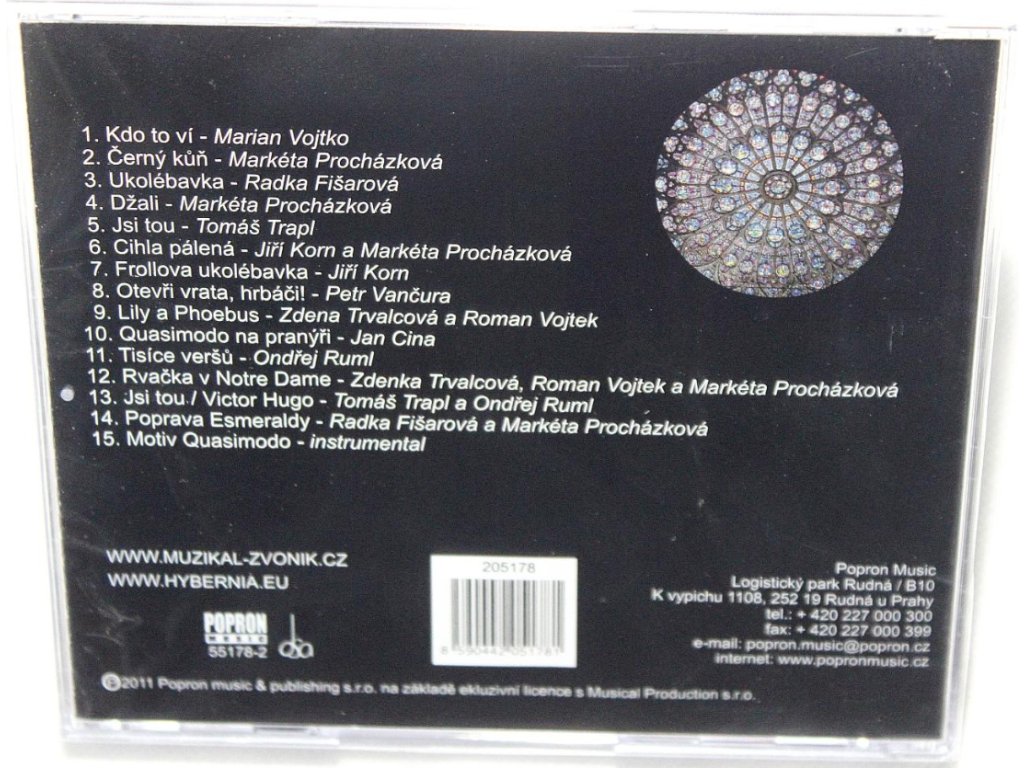 1. Kdo to ví - Marian Vojtko
2. Černý kůň - Markéta Procházková
3. Ukolébavka - Radka Fišarová
4. Džali - Markéta Procházková
5. Jsi tou - Tomáš Trapl
6. Cihla pálená - Jiří Korn a Markéta Procházková
7. Frollova ukolébavka - Jiří Korn
8. Otevři vrata, hrbáči! - Petr Vančura
9. Lily a Phoebus - Zdena Trvalcová a Roman Vojtek
10. Quasimodo na pranýři - Jan Cina
11. Tisíce veršů - Ondřej Ruml
12. Rvačka v Notre Dame - Zdenka Trvalcová, Roman Vojtek a Markéta Procházková
13. Jsi tou / Victor Hugo - Tomáš Trapl a Ondřej Ruml
14. Poprava Esmeraldy - Radka Fišarová a Markéta Procházková
15. Motiv Quasimodo - instrumental
WWW.MUZIKAL-ZVONIK.CZ
WWW.HYBERNIA.EU
POPRON
MUSIC
55178-2
205178
8 590442 051781
Popron Music
Logistický park Rudná / B10
K vypichu 1108, 252 19 Rudná u Prahy
tel.: + 420 227 000 300
fax: + 420 227 000 399
e-mail: popron.music@popron.cz
internet: www.popronmusic.cz
℗©2011 Popron music & publishing s.r.o. na základě ekluzivní licence s Musical Production s.r.o.